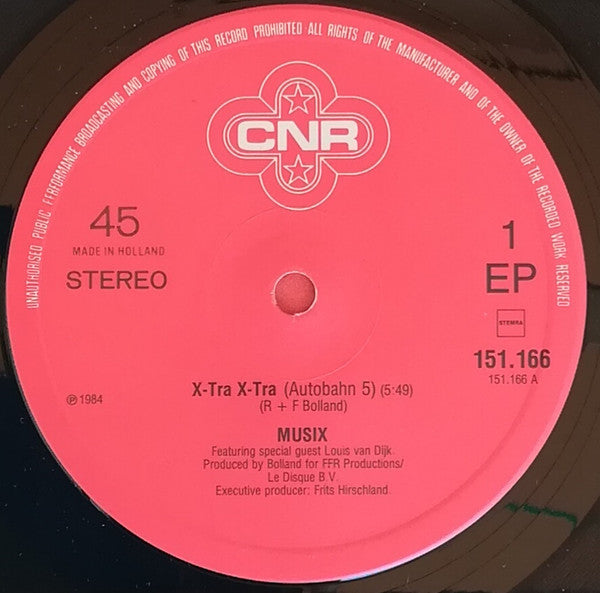 UNAUTHORISED PUBLIC PERFORMANCE BROADCASTING AND COPYING OF THIS RECORD PROHIBITED ALL RIGHTS OF THE MANUFACTURER AND OF THE OWNER OF THE RECORDED WORK RESERVED
CNR
45
MADE IN HOLLAND
STEREO
1
EP
STEMRA
151.166
151.166 A
℗ 1984
X-Tra X-Tra (Autobahn 5) (5:49)
(R + F Bolland)
MUSIX
Featuring special guest Louis van Dijk.
Produced by Bolland for FFR Productions/
Le Disque B.V.
Executive producer: Frits Hirschland.